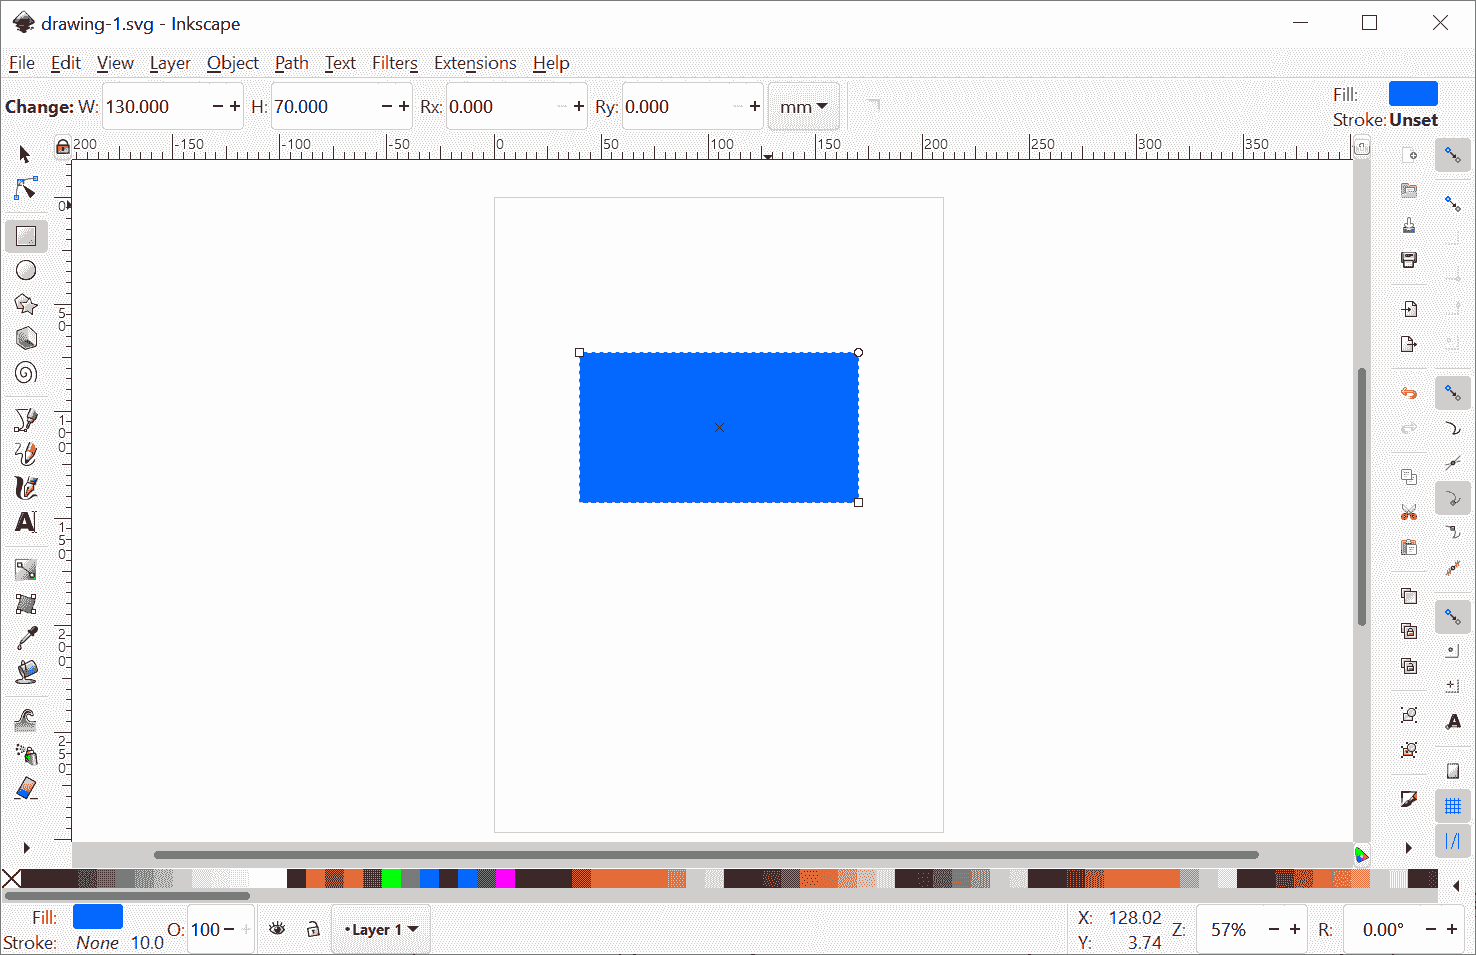 drawing-1.svg - Inkscape
File Edit View Layer Object Path Text Filters Extensions Help
Change: W: 130.000 − + H: 70.000 − + Rx: 0.000 − + Ry: 0.000 − + mm
Fill:
Stroke: Unset
200 -150 -100 -50 0 50 100 150 200 250 300 350
0
50
100
150
200
250
Fill:
Stroke: None 10.0
O: 100 − +
•Layer 1
X: 128.02
Y: 3.74
Z: 57% − +
R: 0.00° − +